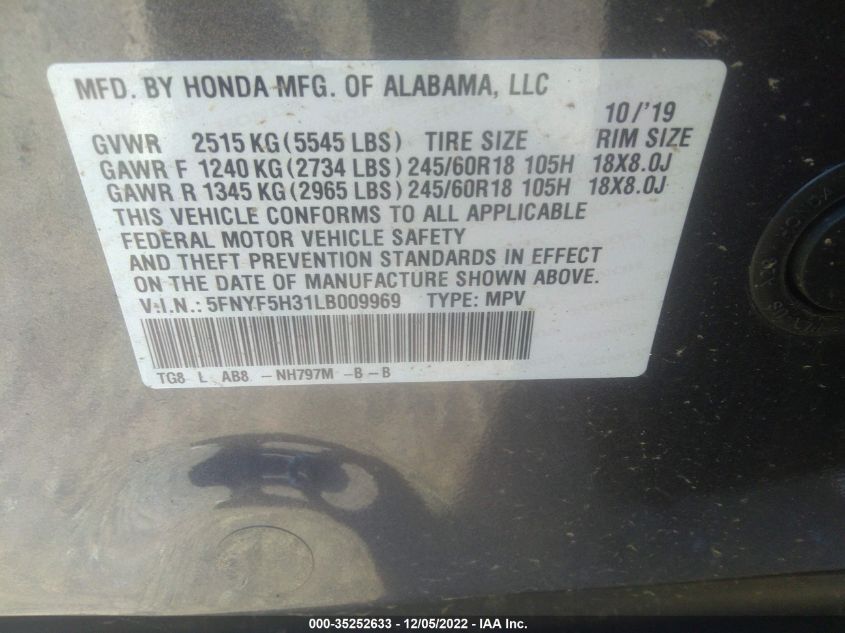 MFD. BY HONDA MFG. OF ALABAMA, LLC
10/'19
GVWR 2515 KG (5545 LBS) TIRE SIZE RIM SIZE
GAWR F 1240 KG (2734 LBS) 245/60R18 105H 18X8.0J
GAWR R 1345 KG (2965 LBS) 245/60R18 105H 18X8.0J
THIS VEHICLE CONFORMS TO ALL APPLICABLE
FEDERAL MOTOR VEHICLE SAFETY
AND THEFT PREVENTION STANDARDS IN EFFECT
ON THE DATE OF MANUFACTURE SHOWN ABOVE.
V.I.N.: 5FNYF5H31LB009969 TYPE: MPV
TG8 L AB8 -NH797M -B-B
000-35252633 - 12/05/2022 - IAA Inc.